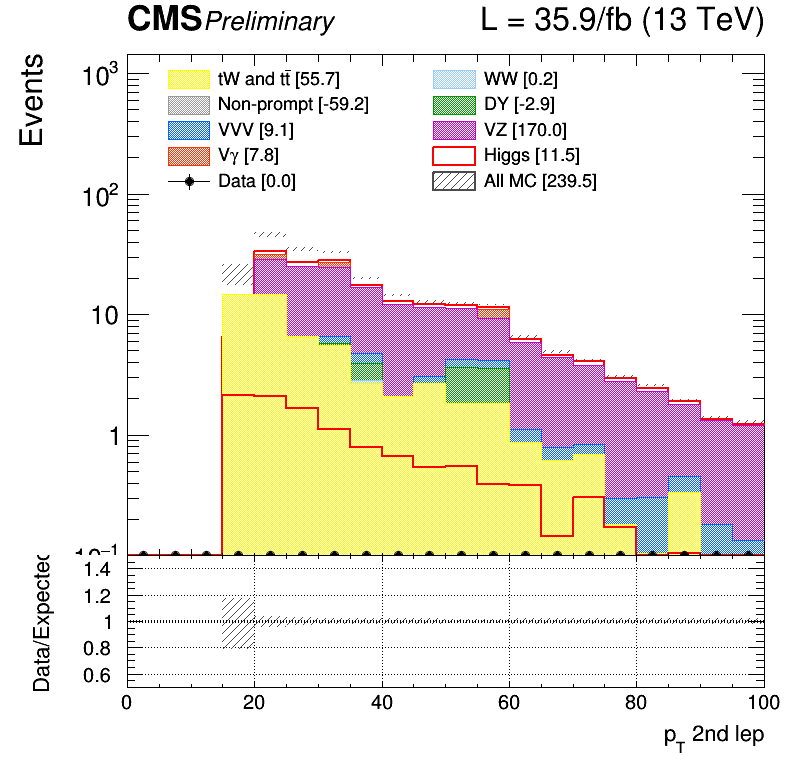 CMS Preliminary L = 35.9/fb (13 TeV)
Events
10³
10²
10
1
tW and tt̄ [55.7]
Non-prompt [-59.2]
VVV [9.1]
Vγ [7.8]
Data [0.0]
WW [0.2]
DY [-2.9]
VZ [170.0]
Higgs [11.5]
All MC [239.5]
10⁻¹
Data/Expected
1.4
1.2
1
0.8
0.6
0 20 40 60 80 100
p_T 2nd lep